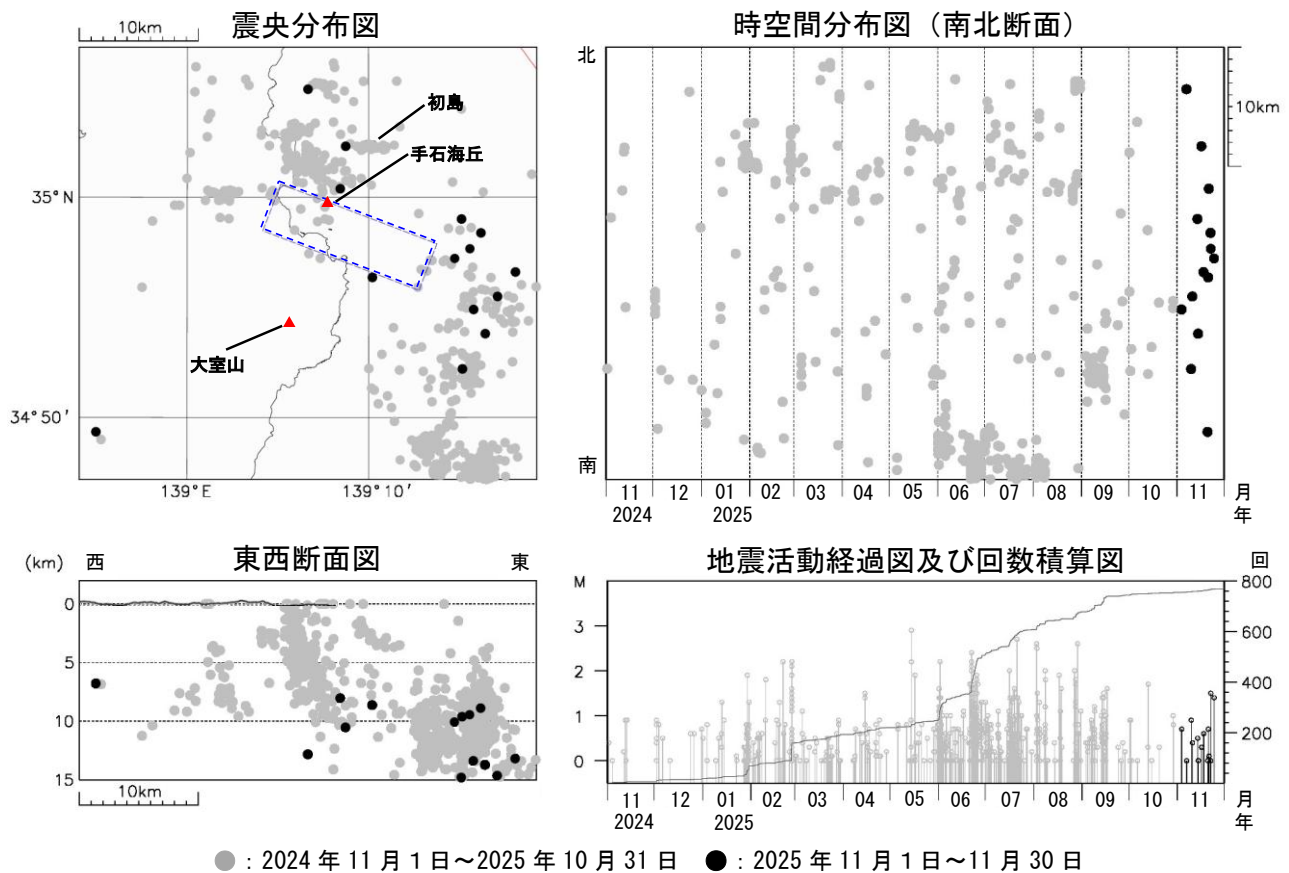 震央分布図
10km
初島
手石海丘
35°N
大室山
34°50'
139°E
139°10'
時空間分布図（南北断面）
北
10km
南
11 12 01 02 03 04 05 06 07 08 09 10 11 月
2024 2025 年
東西断面図
(km) 西 東
0
5
10
15
10km
地震活動経過図及び回数積算図
M 回
3
2
1
0
800
600
400
200
11 12 01 02 03 04 05 06 07 08 09 10 11 月
2024 2025 年
：2024 年 11 月 1 日～2025 年 10 月 31 日 ：2025 年 11 月 1 日～11 月 30 日